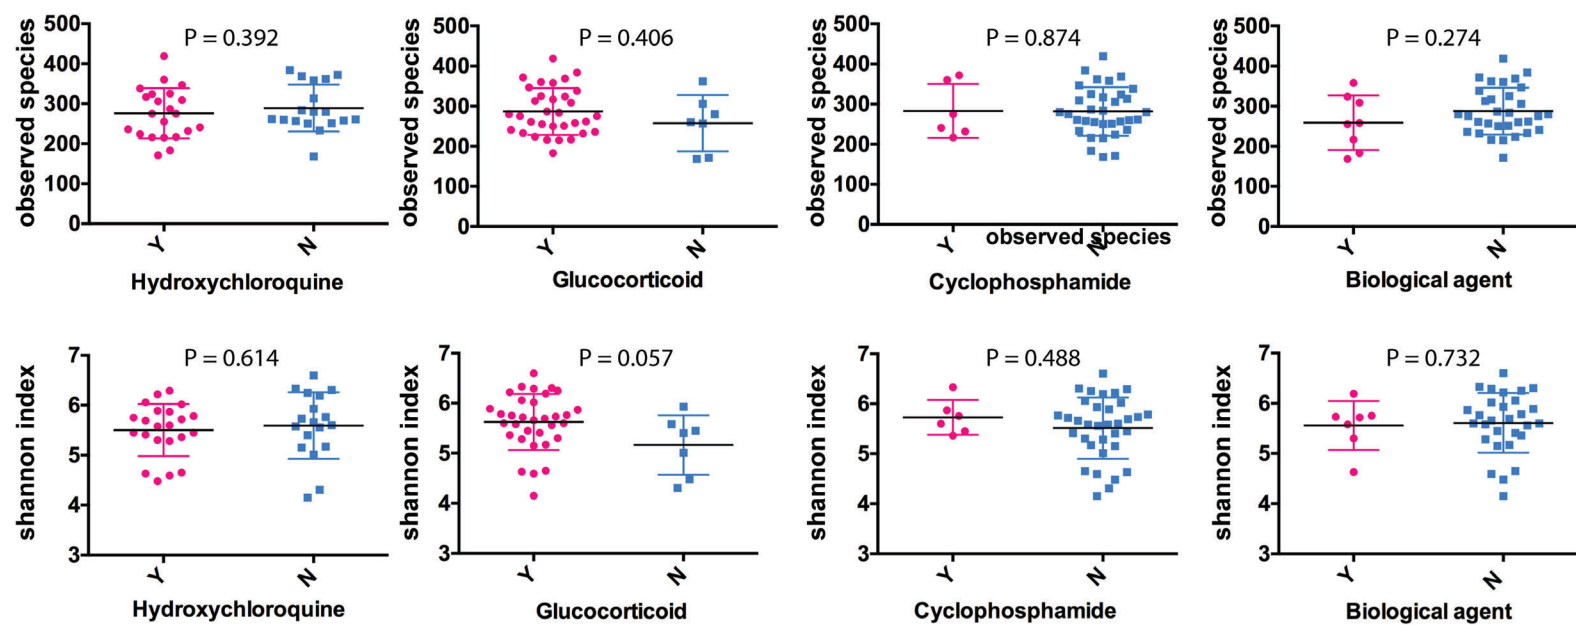 observed species
500
400
300
200
100
0
P = 0.392
Y
N
Hydroxychloroquine
observed species
500
400
300
200
100
0
P = 0.406
Y
N
Glucocorticoid
observed species
500
400
300
200
100
0
P = 0.874
Y
N
observed species
Cyclophosphamide
observed species
500
400
300
200
100
0
P = 0.274
Y
N
Biological agent
shannon index
7
6
5
4
3
P = 0.614
Y
N
Hydroxychloroquine
shannon index
7
6
5
4
3
P = 0.057
Y
N
Glucocorticoid
shannon index
7
6
5
4
3
P = 0.488
Y
N
Cyclophosphamide
shannon index
7
6
5
4
3
P = 0.732
Y
N
Biological agent